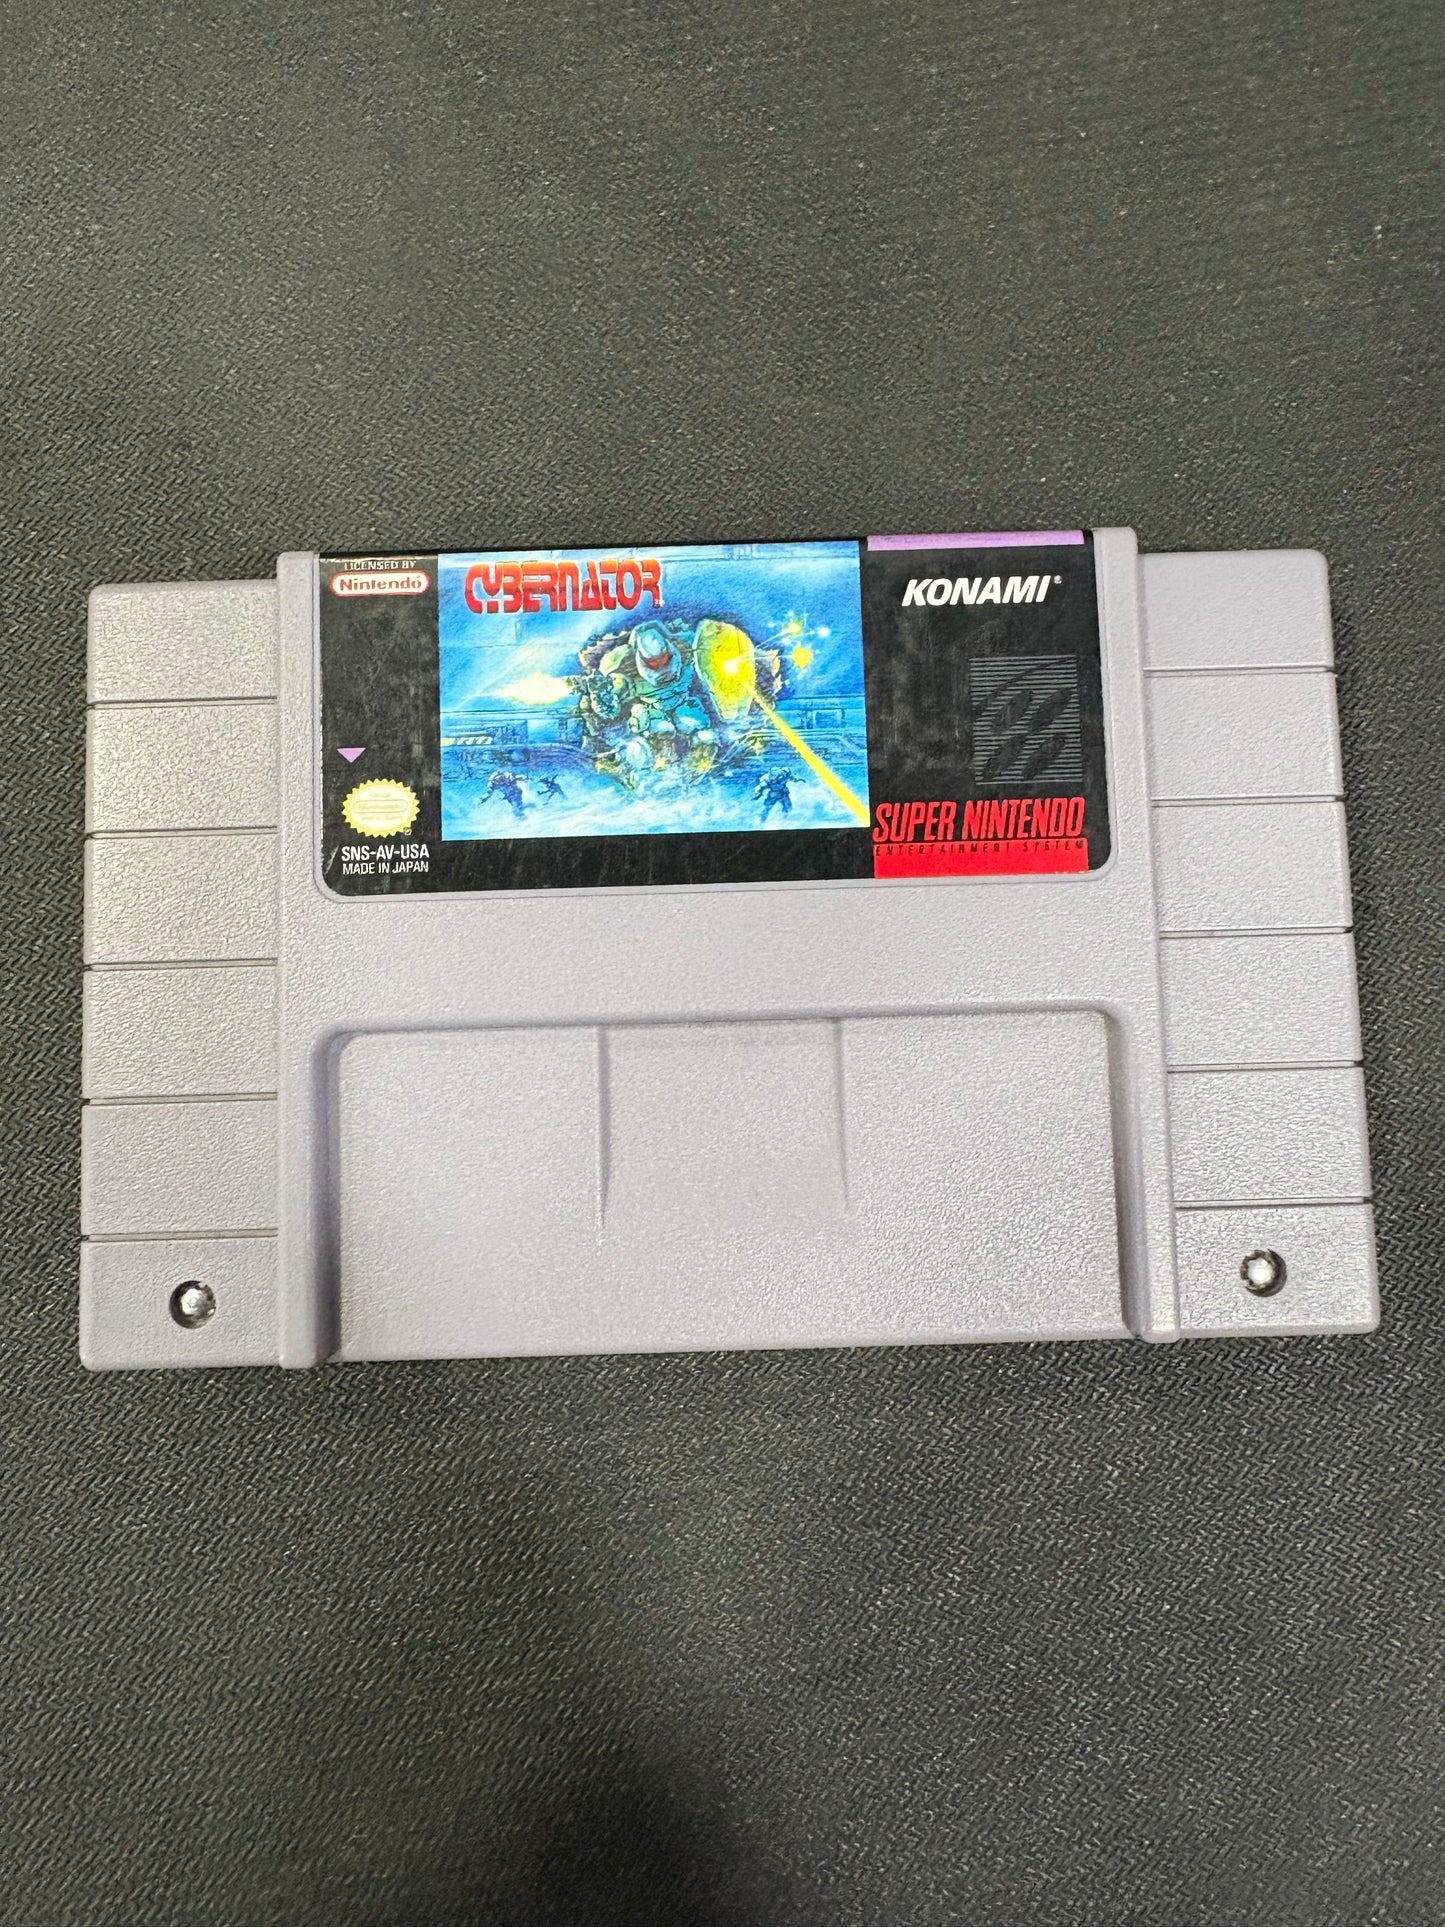 LICENSED BY
Nintendo
CYBERNATOR
KONAMI®
SNS-AV-USA
MADE IN JAPAN
SUPER NINTENDO
ENTERTAINMENT SYSTEM